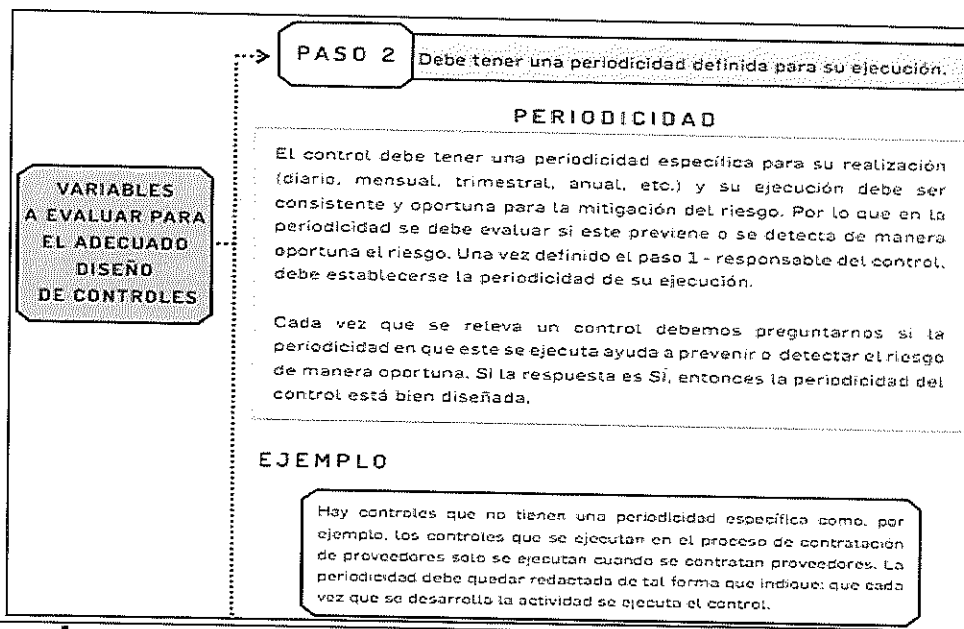 PASO 2
Debe tener una periodicidad definida para su ejecución.
PERIODICIDAD
El control debe tener una periodicidad específica para su realización
(diario, mensual, trimestral, anual, etc.) y su ejecución debe ser
consistente y oportuna para la mitigación del riesgo. Por lo que en la
periodicidad se debe evaluar si este previene o se detecta de manera
oportuna el riesgo. Una vez definido el paso 1 - responsable del control,
debe establecerse la periodicidad de su ejecución.
Cada vez que se releva un control debemos preguntarnos si la
periodicidad en que este se ejecuta ayuda a prevenir o detectar el riesgo
de manera oportuna. Si la respuesta es SÍ, entonces la periodicidad del
control está bien diseñada.
VARIABLES
A EVALUAR PARA
EL ADECUADO
DISEÑO
DE CONTROLES
EJEMPLO
Hay controles que no tienen una periodicidad específica como, por
ejemplo, los controles que se ejecutan en el proceso de contratación
de proveedores solo se ejecutan cuando se contratan proveedores. La
periodicidad debe quedar redactada de tal forma que indique: que cada
vez que se desarrolla la actividad se ejecuta el control.